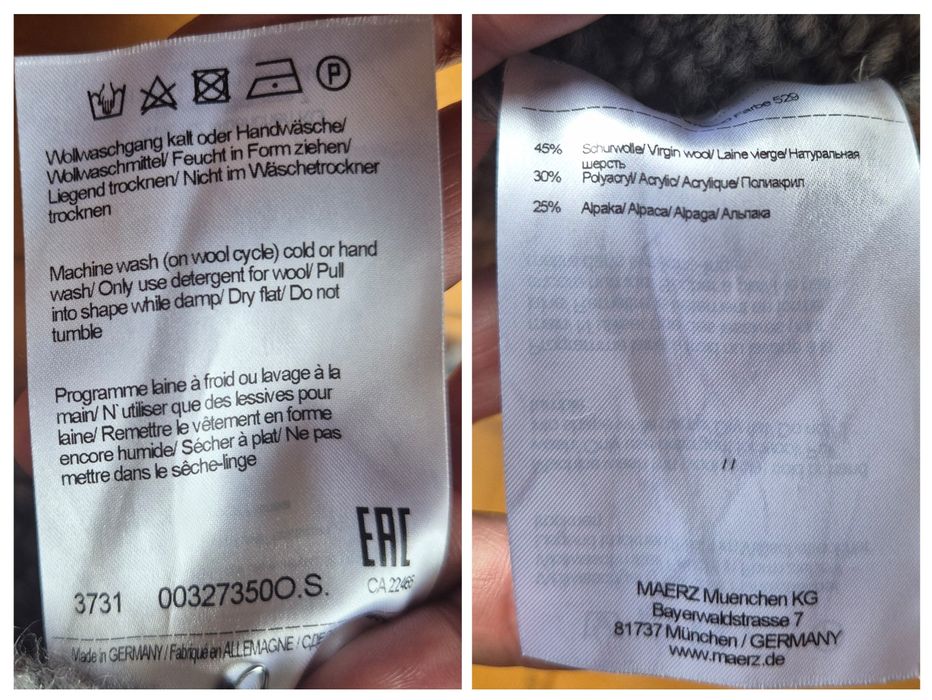 P
Wollwaschgang kalt oder Handwäsche/
Wollwaschmittel/ Feucht in Form ziehen/
Liegend trocknen/ Nicht im Wäschetrockner
trocknen
Machine wash (on wool cycle) cold or hand
wash/ Only use detergent for wool/ Pull
into shape while damp/ Dry flat/ Do not
tumble
Programme laine à froid ou lavage à la
main/ N`utiliser que des lessives pour
laine/ Remettre le vêtement en forme
encore humide/ Sécher à plat/ Ne pas
mettre dans le sêche-linge
EAC
CA 22465
3731 00327350O.S.
Made in GERMANY / Fabriqué en ALLEMAGNE /
Farbe 529
45% Schurwolle/ Virgin wool/ Laine vierge/ Натуральная
шерсть
30% Polyacryl/ Acrylic/ Acrylique/ Полиакрил
25% Alpaka/ Alpaca/ Alpaga/ Альпака
/ /
MAERZ Muenchen KG
Bayerwaldstrasse 7
81737 München / GERMANY
www.maerz.de